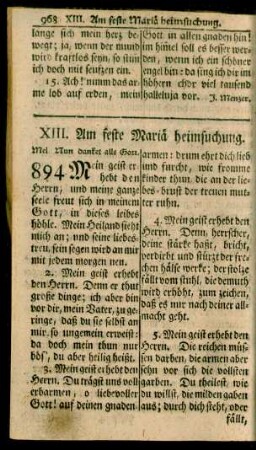 968 XIII. Am feste Mariä heimsuchung.
lange sich mein herz be-
wegt; ja, wenn der mund
wird kraftlos seyn, so stim
ich doch mit seufzen ein.
15. Ach! nimm das ar-
me lob auf erden, mein
Gott in allen gnaden hin!
im himel soll es besser wer-
den, wenn ich ein schöner
engel bin: da sing ich dir im
höhern chor viel tausend
halleluja vor. J. Menzer.
XIII. Am feste Mariä heimsuchung.
Mel. Nun danket alle Gott.
894 Mein geist er-
hebt den
Herrn, und meine ganze
seele freut sich in meinem
Gott, in dieses leibes
höhle. Mein Heiland sieht
mich an; und seine liebes-
treu, sein segen wird an mir
mit jedem morgen neu.
2. Mein geist erhebt
den Herrn. Denn er thut
große dinge; ich aber bin
vor dir, mein Vater, zu ge-
ringe, daß du sie selbst an
mir, so ungemein erweist:
da doch mein thun nur
bös', du aber heilig heißt.
3. Mein geist erhebt den
Herrn. Du trägst uns voll
erbarmen, o liebevoller
Gott! auf deinen gnaden
armen: drum ehet dich lieb
und furcht, wie fromme
kinder thun, die an der lie-
bes-brust der treuen mut-
ter ruhn.
4. Mein geist erhebt den
Herrn. Denn, herrscher,
deine stärke haßt, bricht,
verdirbt und stürzt der fre-
chen hälse werke; der stolze
fällt vom stuhl, die demuth
wird erhöht, zum zeichen,
daß es nur nach deiner all-
macht geht.
5. Mein geist erhebt den
Herrn. Die reichen müs-
sen darben, die armen aber
sehn vor sich die vollsten
garben. Du theilest, wie
du willst, die milden gaben
aus; durch dich steht, oder
fällt,